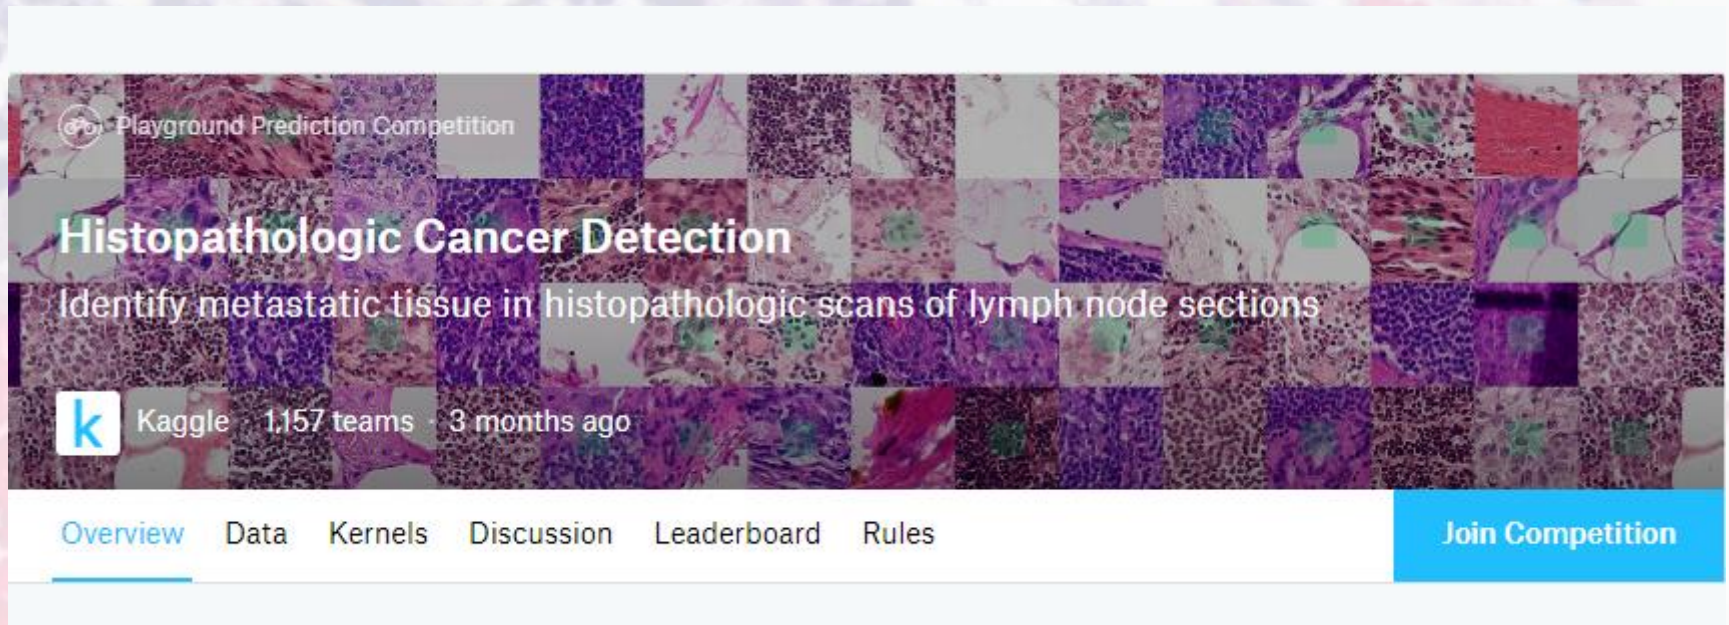 Playground Prediction Competition
Histopathologic Cancer Detection
Identify metastatic tissue in histopathologic scans of lymph node sections
k Kaggle · 1,157 teams · 3 months ago
Overview Data Kernels Discussion Leaderboard Rules Join Competition